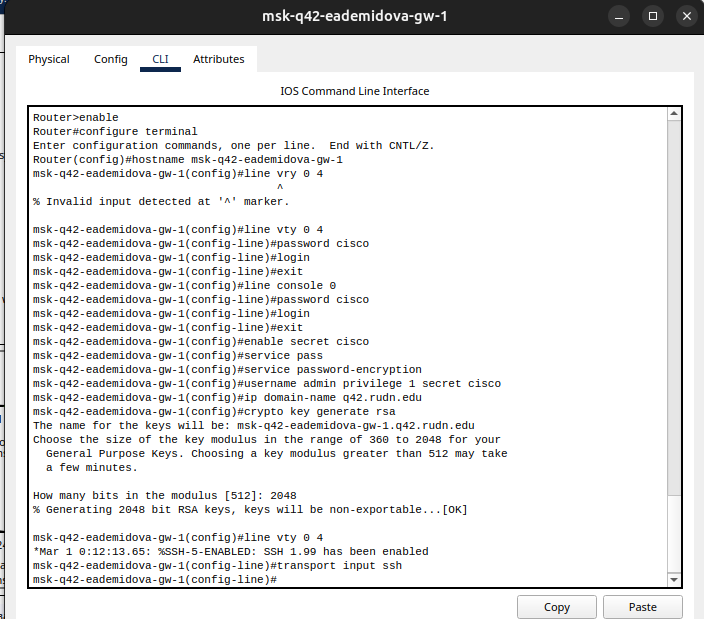 msk-q42-eademidova-gw-1
Physical Config CLI Attributes
IOS Command Line Interface
Router>enable
Router#configure terminal
Enter configuration commands, one per line.  End with CNTL/Z.
Router(config)#hostname msk-q42-eademidova-gw-1
msk-q42-eademidova-gw-1(config)#line vry 0 4
^
% Invalid input detected at '^' marker.
msk-q42-eademidova-gw-1(config)#line vty 0 4
msk-q42-eademidova-gw-1(config-line)#password cisco
msk-q42-eademidova-gw-1(config-line)#login
msk-q42-eademidova-gw-1(config-line)#exit
msk-q42-eademidova-gw-1(config)#line console 0
msk-q42-eademidova-gw-1(config-line)#password cisco
msk-q42-eademidova-gw-1(config-line)#login
msk-q42-eademidova-gw-1(config-line)#exit
msk-q42-eademidova-gw-1(config)#enable secret cisco
msk-q42-eademidova-gw-1(config)#service pass
msk-q42-eademidova-gw-1(config)#service password-encryption
msk-q42-eademidova-gw-1(config)#username admin privilege 1 secret cisco
msk-q42-eademidova-gw-1(config)#ip domain-name q42.rudn.edu
msk-q42-eademidova-gw-1(config)#crypto key generate rsa
The name for the keys will be: msk-q42-eademidova-gw-1.q42.rudn.edu
Choose the size of the key modulus in the range of 360 to 2048 for your
General Purpose Keys. Choosing a key modulus greater than 512 may take
a few minutes.
How many bits in the modulus [512]: 2048
% Generating 2048 bit RSA keys, keys will be non-exportable...[OK]
msk-q42-eademidova-gw-1(config)#line vty 0 4
*Mar 1 0:12:13.65: %SSH-5-ENABLED: SSH 1.99 has been enabled
msk-q42-eademidova-gw-1(config-line)#transport input ssh
msk-q42-eademidova-gw-1(config-line)#
Copy Paste